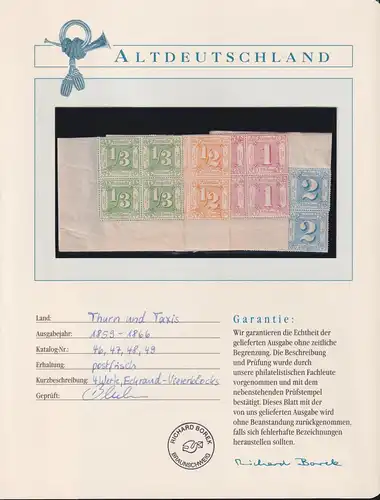 ALTDEUTSCHLAND
1/3 1/3 1/2 1
1/3 1/3 1/2 1
2
2
Land: Thurn und Taxis
Ausgabejahr: 1859 - 1866
Katalog-Nr.: 46, 47, 48, 49
Erhaltung: postfrisch
Kurzbeschreibung: 4 Werte, Eckrand-Viererblocks
Geprüft:
RICHARD BOREK
BRAUNSCHWEIG
Garantie:
Wir garantieren die Echtheit der
gelieferten Ausgabe ohne zeitliche
Begrenzung. Die Beschreibung
und Prüfung wurde durch
unsere philatelistischen Fachleute
vorgenommen und mit dem
nebenstehenden Prüfstempel
bestätigt. Dieses Blatt mit der
von uns gelieferten Ausgabe wird
ohne Beanstandung zurückgenommen,
falls sich fehlerhafte Bezeichnungen
herausstellen sollten.
Richard Borek